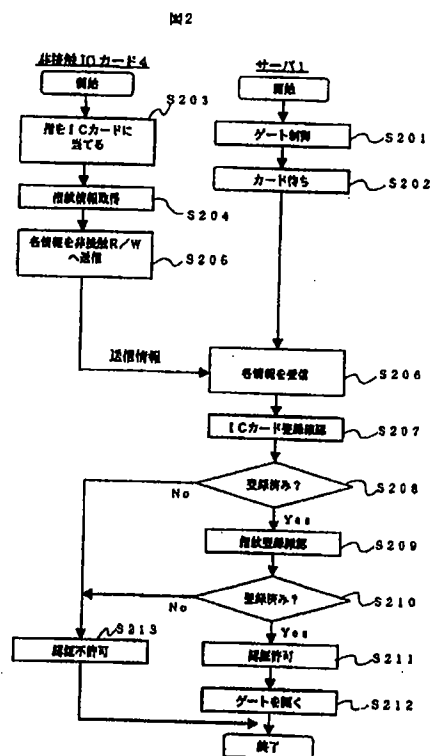 図2
非接触ICカード4
開始
S203
指をICカードに
当てる
指紋情報取得
S204
各情報を非接触R/W
へ送信
S206
サーバ1
開始
ゲート制御
S201
カード待ち
S202
送信情報
各情報を受信
S206
ICカード登録確認
S207
登録済み?
S208
No
Yes
指紋登録確認
S209
登録済み?
S210
No
Yes
S213
認証不許可
認証許可
S211
ゲートを開く
S212
終了